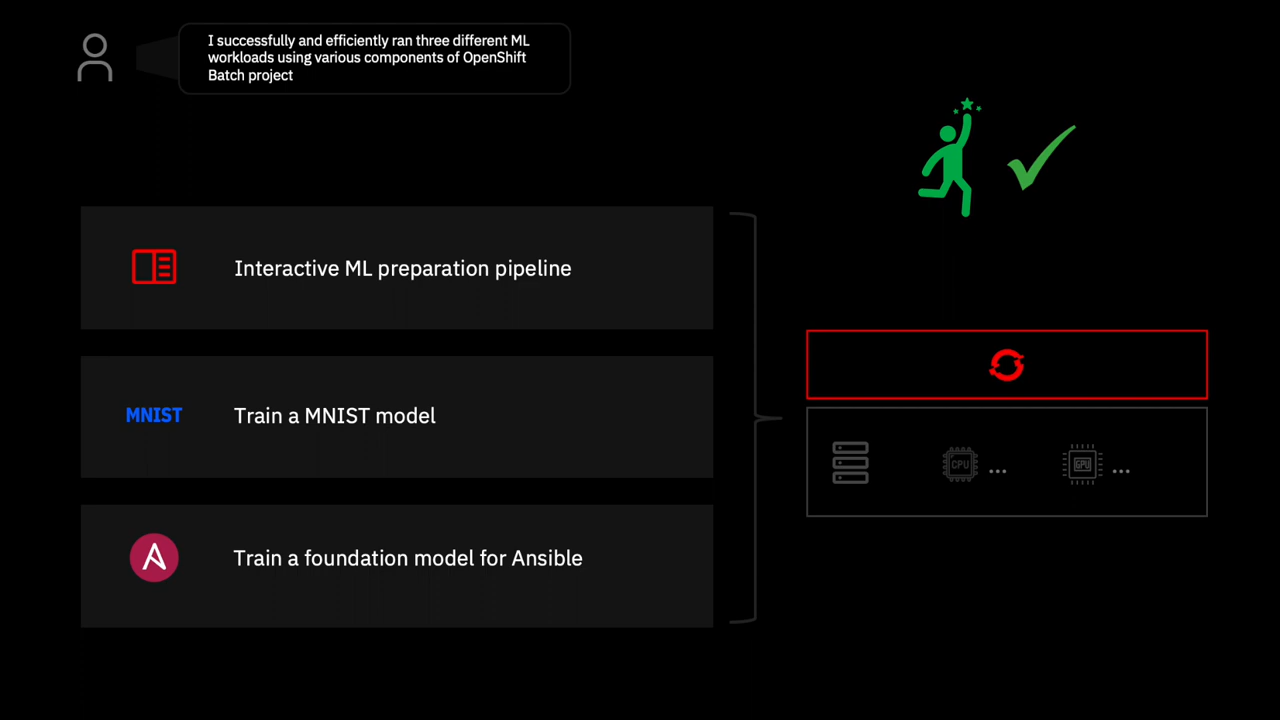 I successfully and efficiently ran three different ML
workloads using various components of OpenShift
Batch project
Interactive ML preparation pipeline
MNIST
Train a MNIST model
CPU
...
GPU
...
Train a foundation model for Ansible